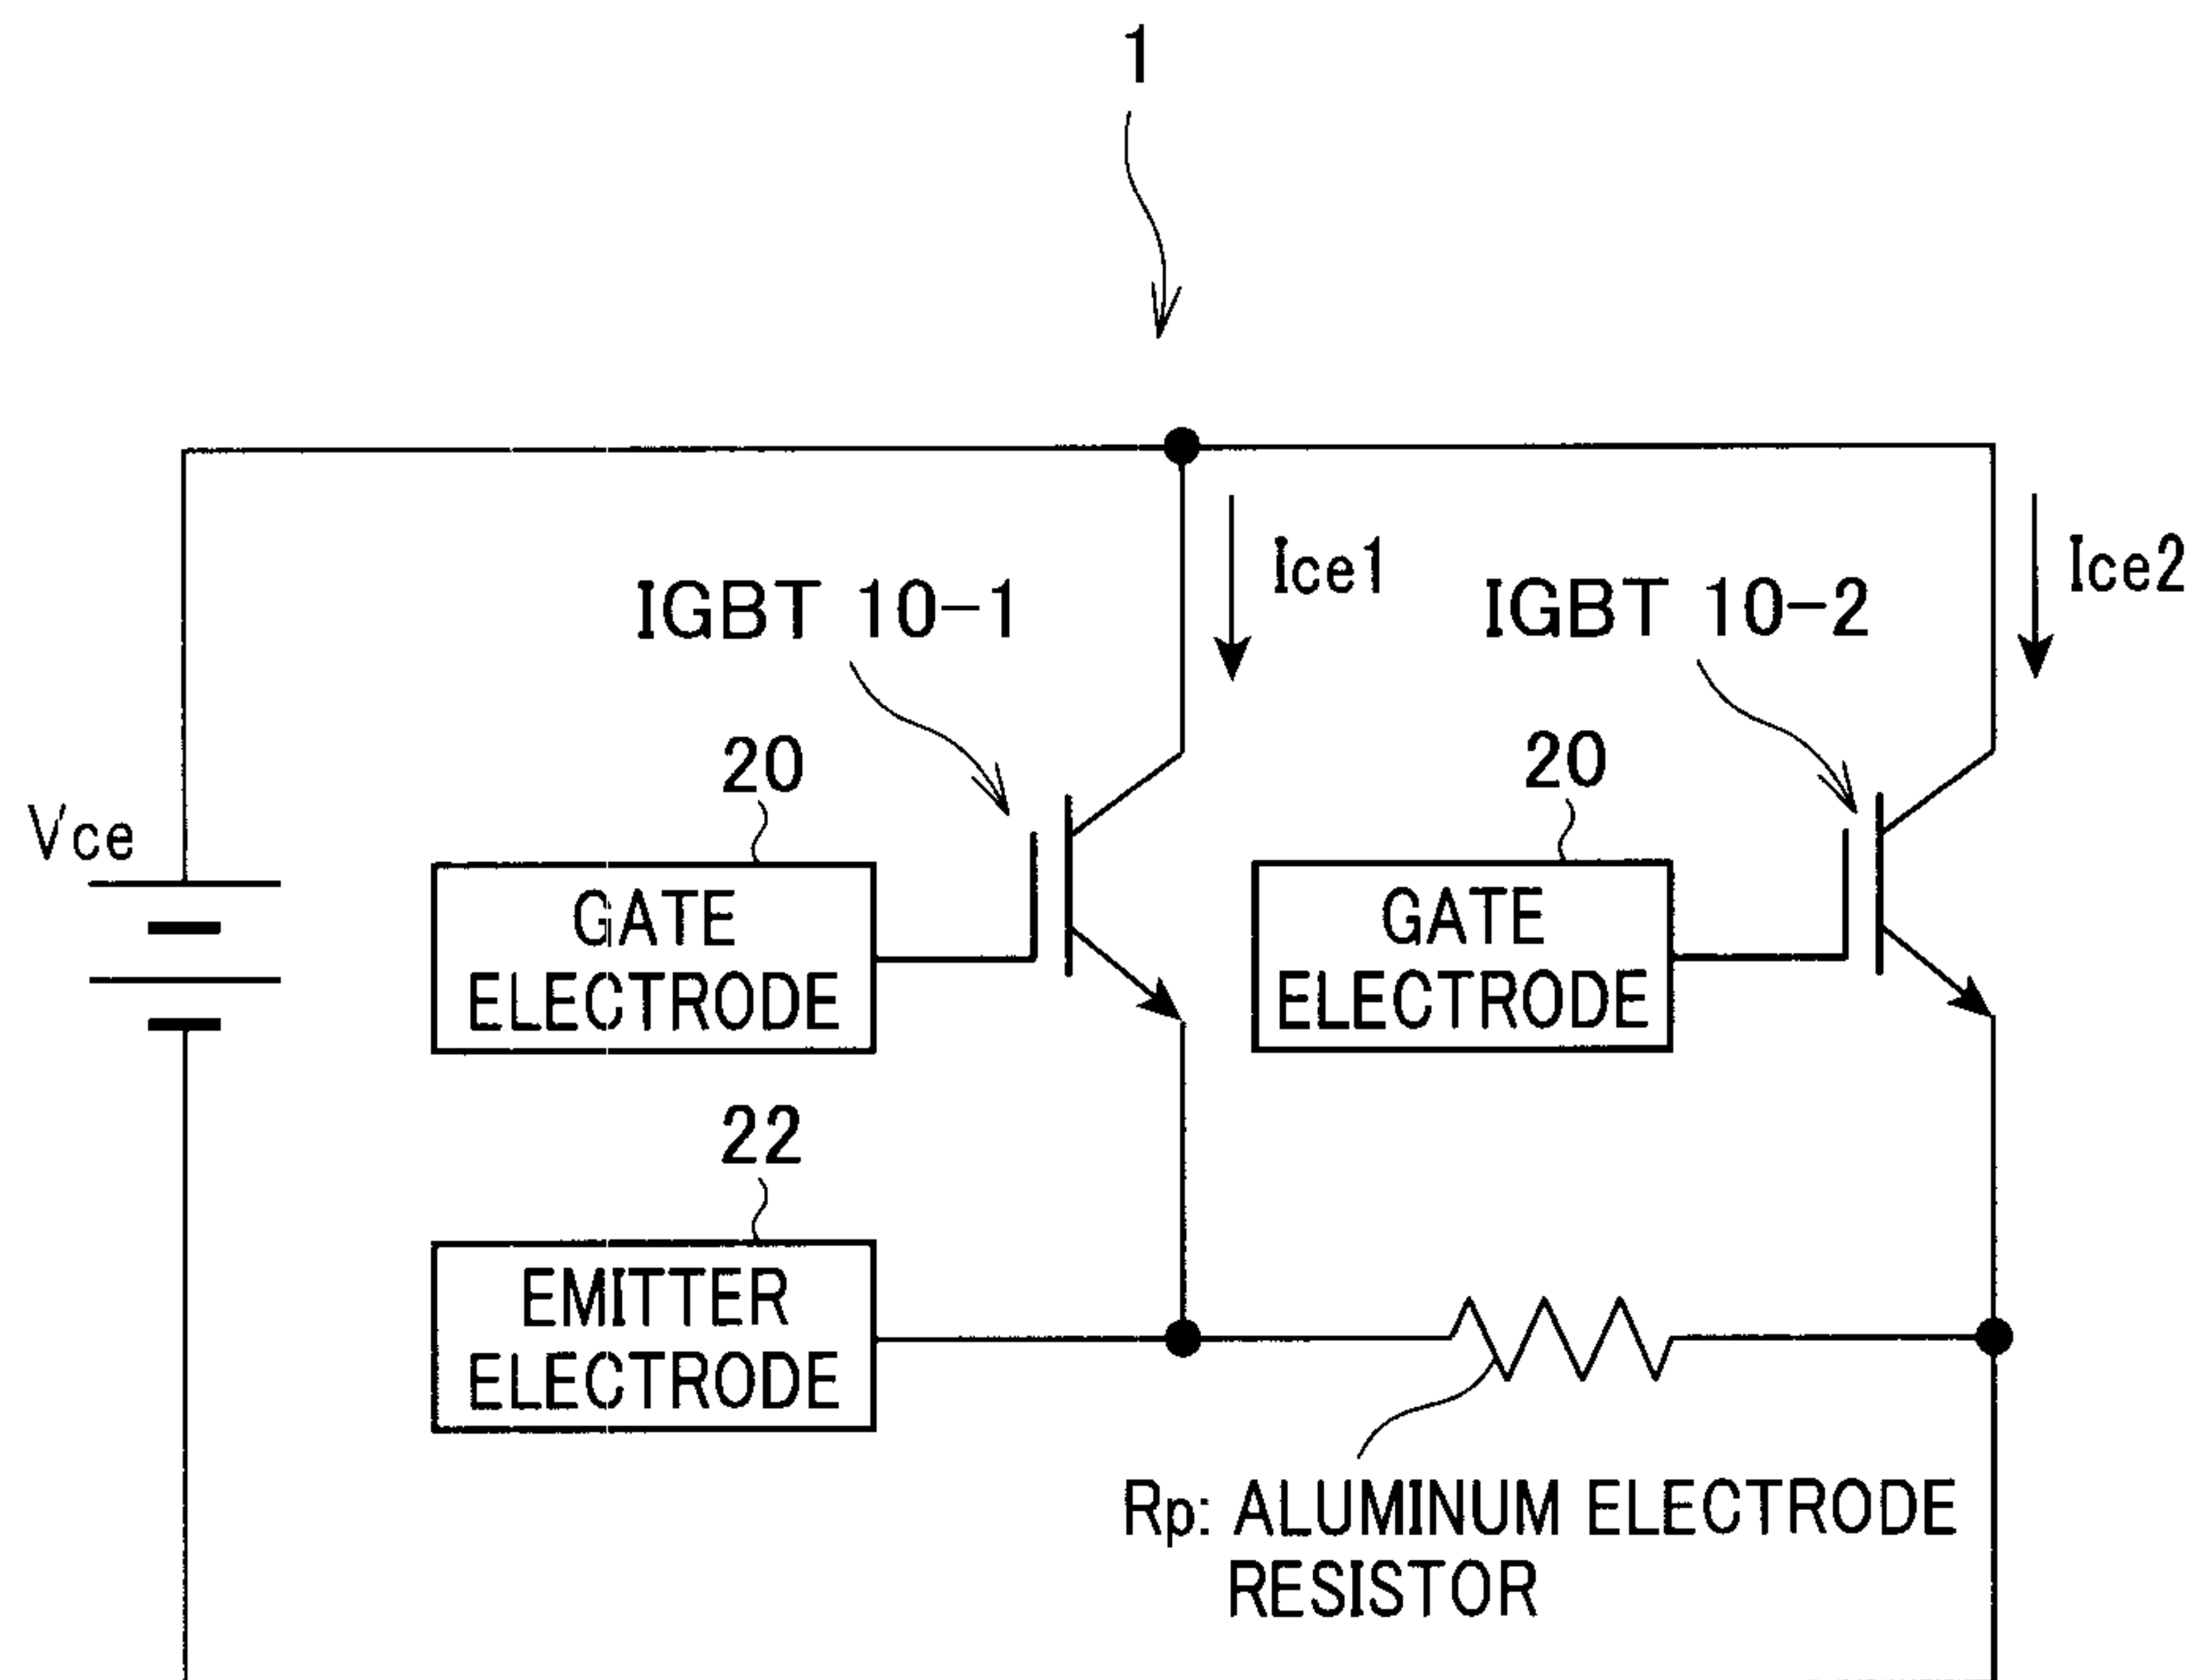 1
Ice1
Ice2
IGBT 10-1
IGBT 10-2
20
20
Vce
GATE
ELECTRODE
GATE
ELECTRODE
22
EMITTER
ELECTRODE
Rp: ALUMINUM ELECTRODE
RESISTOR